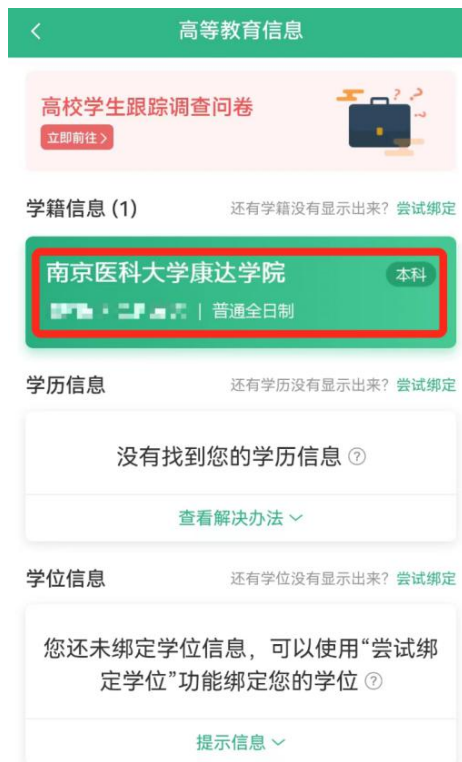 高等教育信息
高校学生跟踪调查问卷
立即前往>
学籍信息 (1) 还有学籍没有显示出来? 尝试绑定
南京医科大学康达学院 本科
| 普通全日制
学历信息 还有学历没有显示出来? 尝试绑定
没有找到您的学历信息 ?
查看解决办法
学位信息 还有学位没有显示出来? 尝试绑定
您还未绑定学位信息，可以使用“尝试绑
定学位”功能绑定您的学位 ?
提示信息